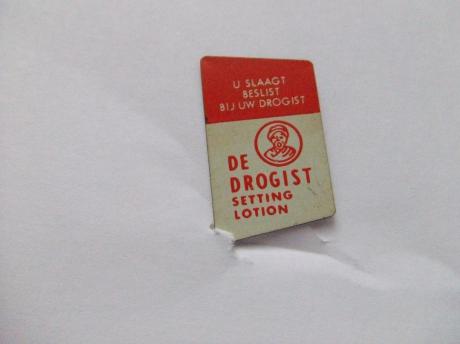 U SLAAGT
BESLIST
BIJ UW DROGIST
DE
DROGIST
SETTING
LOTION